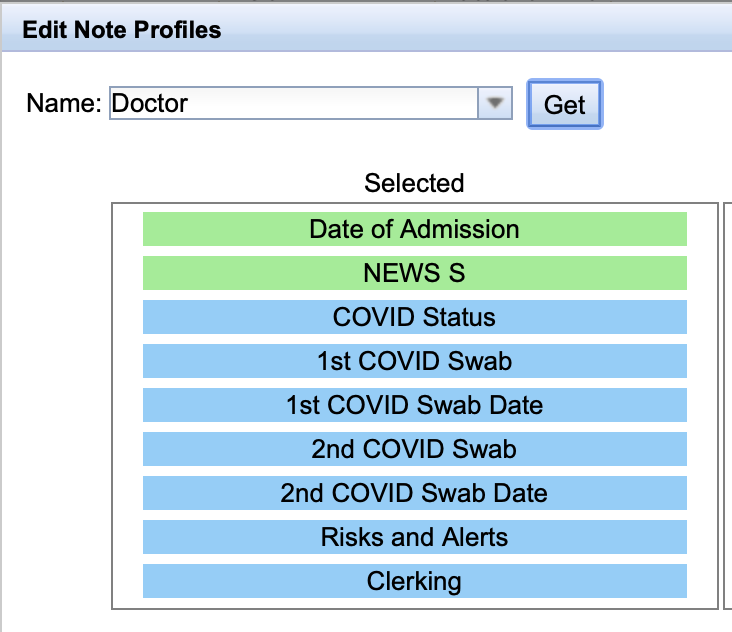 Edit Note Profiles
Name: Doctor Get
Selected
Date of Admission
NEWS S
COVID Status
1st COVID Swab
1st COVID Swab Date
2nd COVID Swab
2nd COVID Swab Date
Risks and Alerts
Clerking